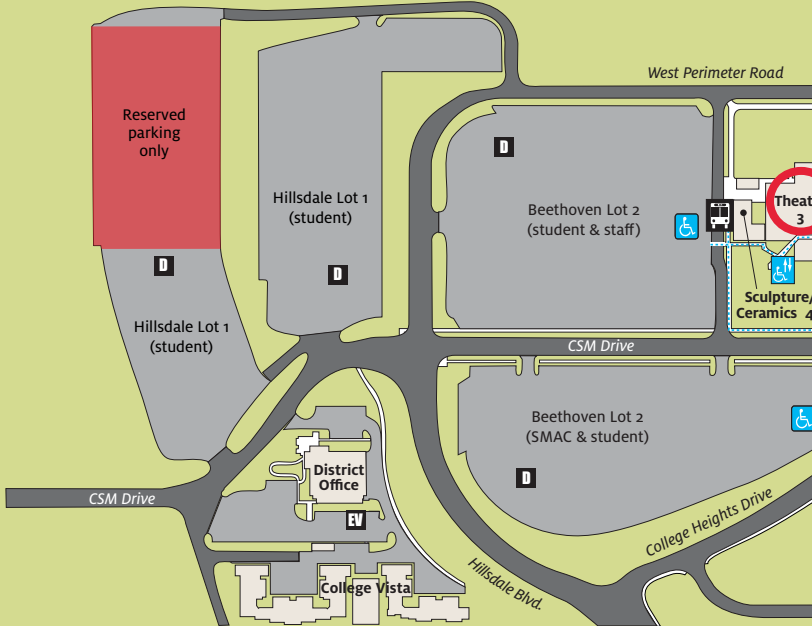 West Perimeter Road
Reserved
parking
only
D
Hillsdale Lot 1
(student)
D
Beethoven Lot 2
(student & staff)
Theat
3
D
Hillsdale Lot 1
(student)
D
Sculpture/
Ceramics 4
CSM Drive
Beethoven Lot 2
(SMAC & student)
D
District
Office
EV
CSM Drive
College Heights Drive
Hillsdale Blvd.
College Vista